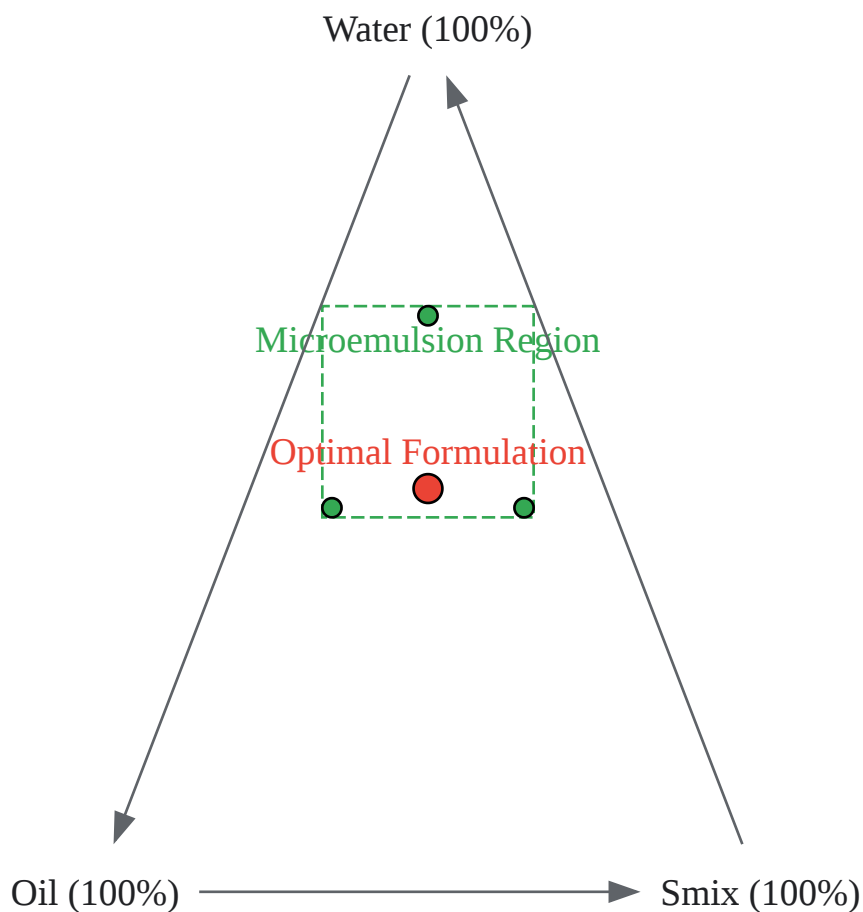 Water (100%)
Microemulsion Region
Optimal Formulation
Oil (100%)
Smix (100%)